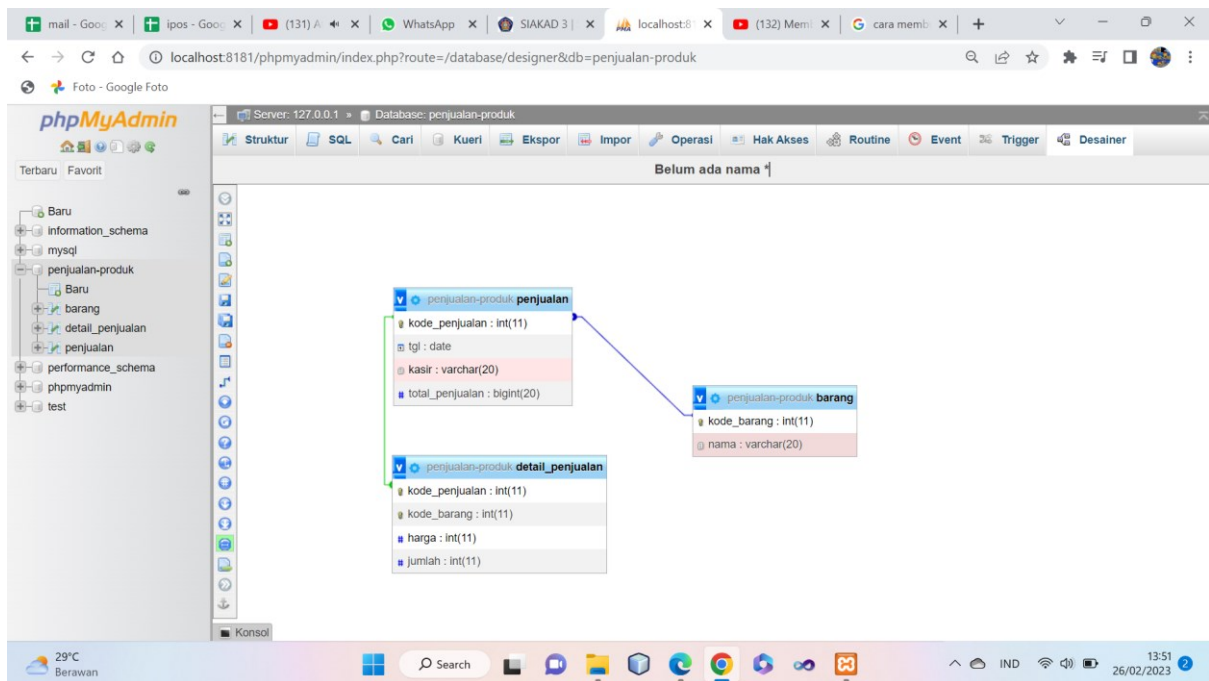 mail - Goog
ipos - Goog
(131) A
WhatsApp
SIAKAD 3 |
localhost:8
(132) Mem
cara memb
localhost:8181/phpmyadmin/index.php?route=/database/designer&db=penjualan-produk
Foto - Google Foto
phpMyAdmin
Terbaru Favorit
Baru
information_schema
mysql
penjualan-produk
Baru
barang
detail_penjualan
penjualan
performance_schema
phpmyadmin
test
Server: 127.0.0.1 » Database: penjualan-produk
Struktur SQL Cari Kueri Ekspor Impor Operasi Hak Akses Routine Event Trigger Desainer
Belum ada nama *
v penjualan-produk penjualan
kode_penjualan : int(11)
tgl : date
kasir : varchar(20)
# total_penjualan : bigint(20)
v penjualan-produk barang
kode_barang : int(11)
nama : varchar(20)
v penjualan-produk detail_penjualan
kode_penjualan : int(11)
kode_barang : int(11)
# harga : int(11)
# jumlah : int(11)
Konsol
29°C
Berawan
Search
IND
13:51
26/02/2023
2